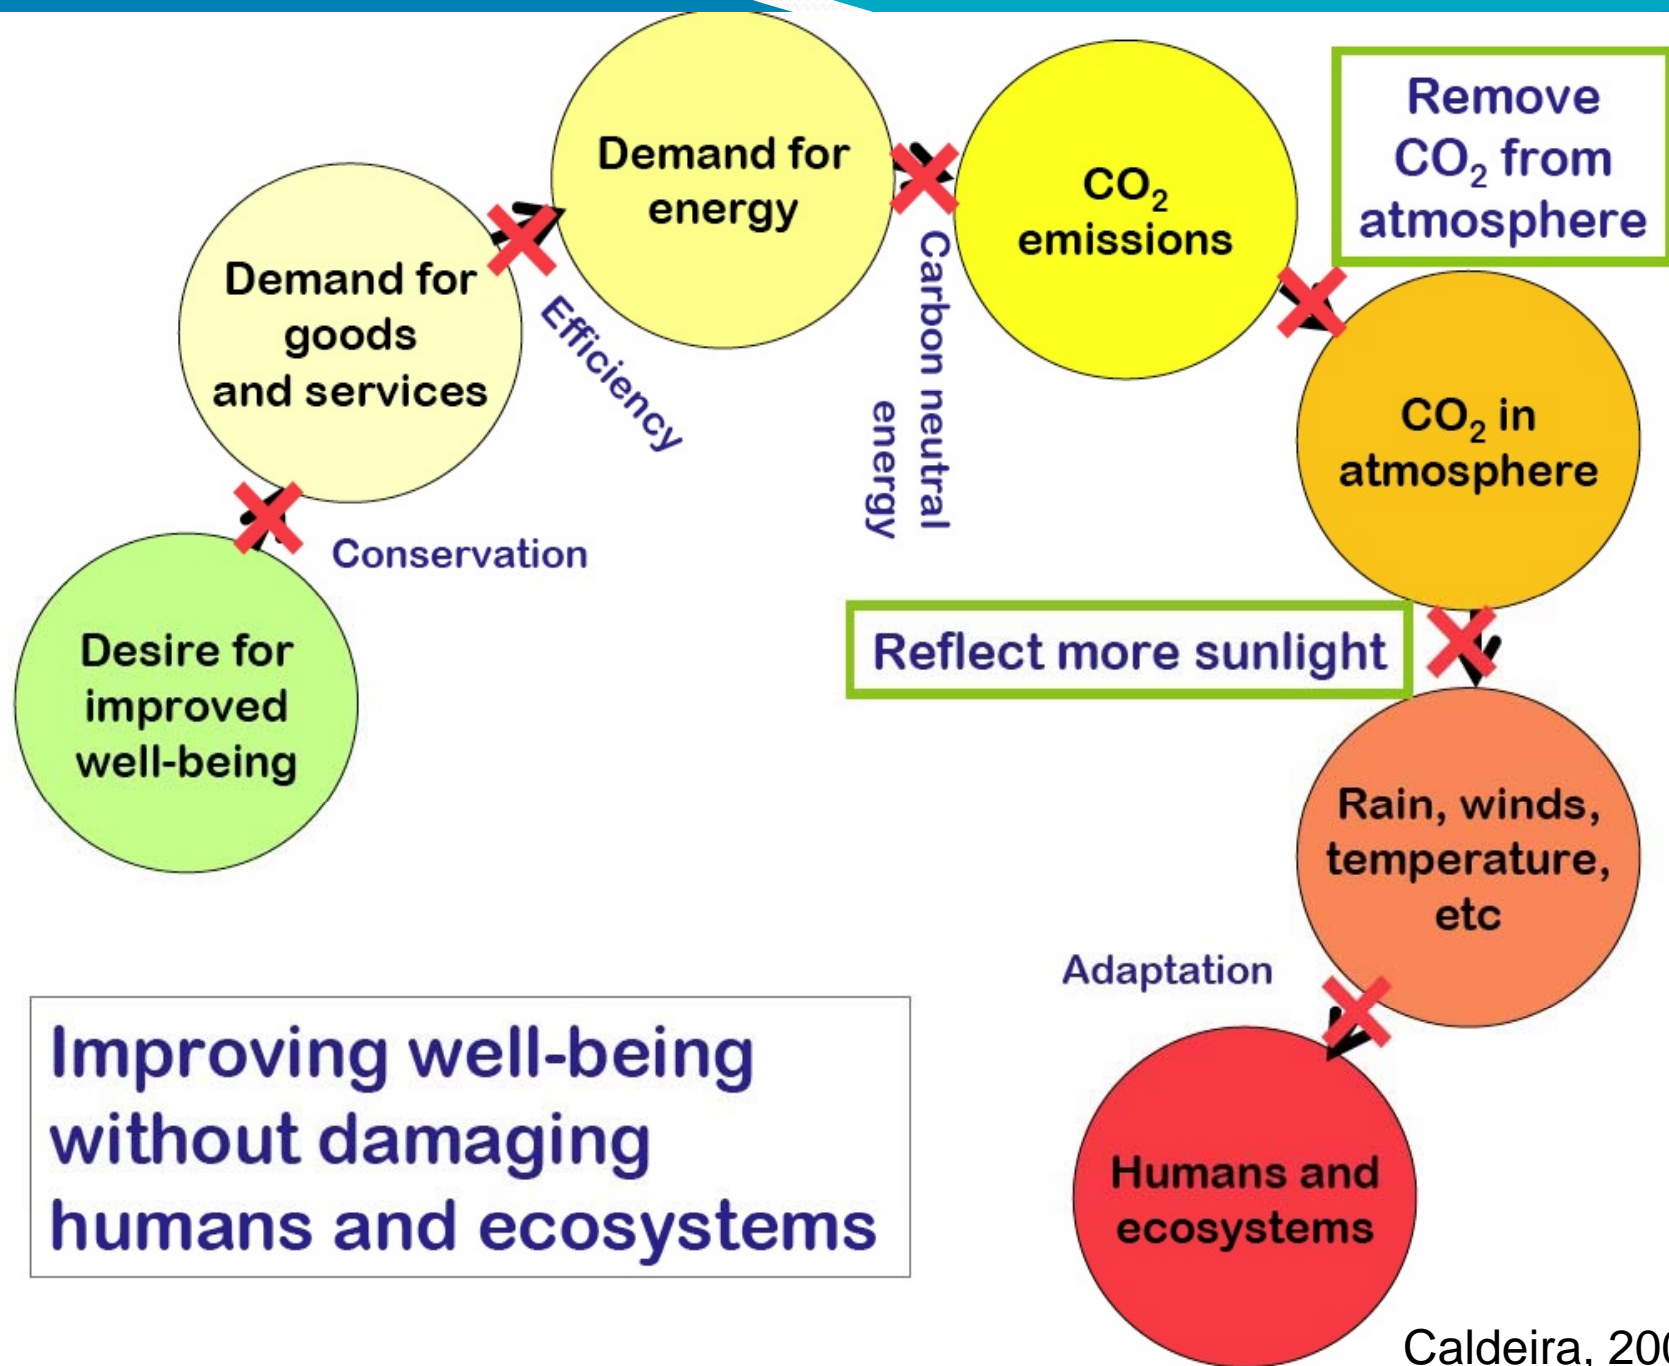 Demand for
energy
CO₂
emissions
Remove
CO₂ from
atmosphere
Demand for
goods
and services
Efficiency
Carbon neutral
energy
CO₂ in
atmosphere
Conservation
Desire for
improved
well-being
Reflect more sunlight
Rain, winds,
temperature,
etc
Adaptation
Improving well-being
without damaging
humans and ecosystems
Humans and
ecosystems
Caldeira,